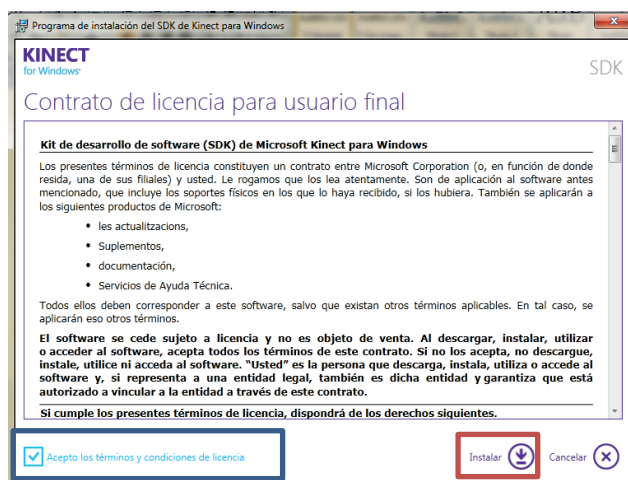 Programa de instalación del SDK de Kinect para Windows
KINECT
for Windows
SDK
Contrato de licencia para usuario final
Kit de desarrollo de software (SDK) de Microsoft Kinect para Windows
Los presentes términos de licencia constituyen un contrato entre Microsoft Corporation (o, en función de donde
resida, una de sus filiales) y usted. Le rogamos que los lea atentamente. Son de aplicación al software antes
mencionado, que incluye los soportes físicos en los que lo haya recibido, si los hubiera. También se aplicarán a
los siguientes productos de Microsoft:
• les actualitzacions,
• Suplementos,
• documentación,
• Servicios de Ayuda Técnica.
Todos ellos deben corresponder a este software, salvo que existan otros términos aplicables. En tal caso, se
aplicarán eso otros términos.
El software se cede sujeto a licencia y no es objeto de venta. Al descargar, instalar, utilizar
o acceder al software, acepta todos los términos de este contrato. Si no los acepta, no descargue,
instale, utilice ni acceda al software. “Usted” es la persona que descarga, instala, utiliza o accede al
software y, si representa a una entidad legal, también es dicha entidad y garantiza que está
autorizado a vincular a la entidad a través de este contrato.
Si cumple los presentes términos de licencia, dispondrá de los derechos siguientes.
Acepto los términos y condiciones de licencia
Instalar
Cancelar